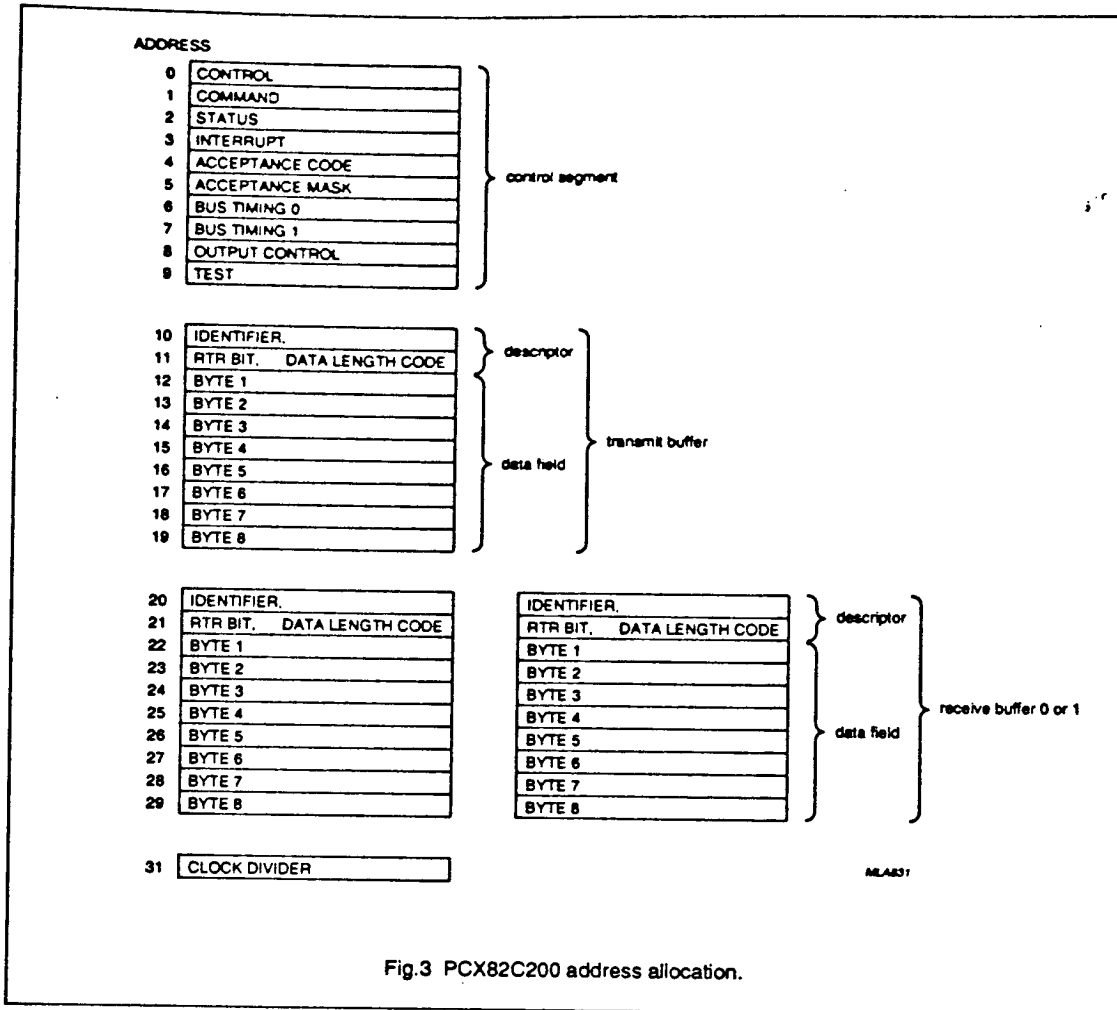 ADDRESS
0 CONTROL
1 COMMAND
2 STATUS
3 INTERRUPT
4 ACCEPTANCE CODE
5 ACCEPTANCE MASK
6 BUS TIMING 0
7 BUS TIMING 1
8 OUTPUT CONTROL
9 TEST
control segment
10 IDENTIFIER,
11 RTR BIT, DATA LENGTH CODE
12 BYTE 1
13 BYTE 2
14 BYTE 3
15 BYTE 4
16 BYTE 5
17 BYTE 6
18 BYTE 7
19 BYTE 8
descriptor
data field
transmit buffer
20 IDENTIFIER,
21 RTR BIT, DATA LENGTH CODE
22 BYTE 1
23 BYTE 2
24 BYTE 3
25 BYTE 4
26 BYTE 5
27 BYTE 6
28 BYTE 7
29 BYTE 8
IDENTIFIER,
RTR BIT, DATA LENGTH CODE
BYTE 1
BYTE 2
BYTE 3
BYTE 4
BYTE 5
BYTE 6
BYTE 7
BYTE 8
descriptor
data field
receive buffer 0 or 1
31 CLOCK DIVIDER
MLA831
Fig.3 PCX82C200 address allocation.